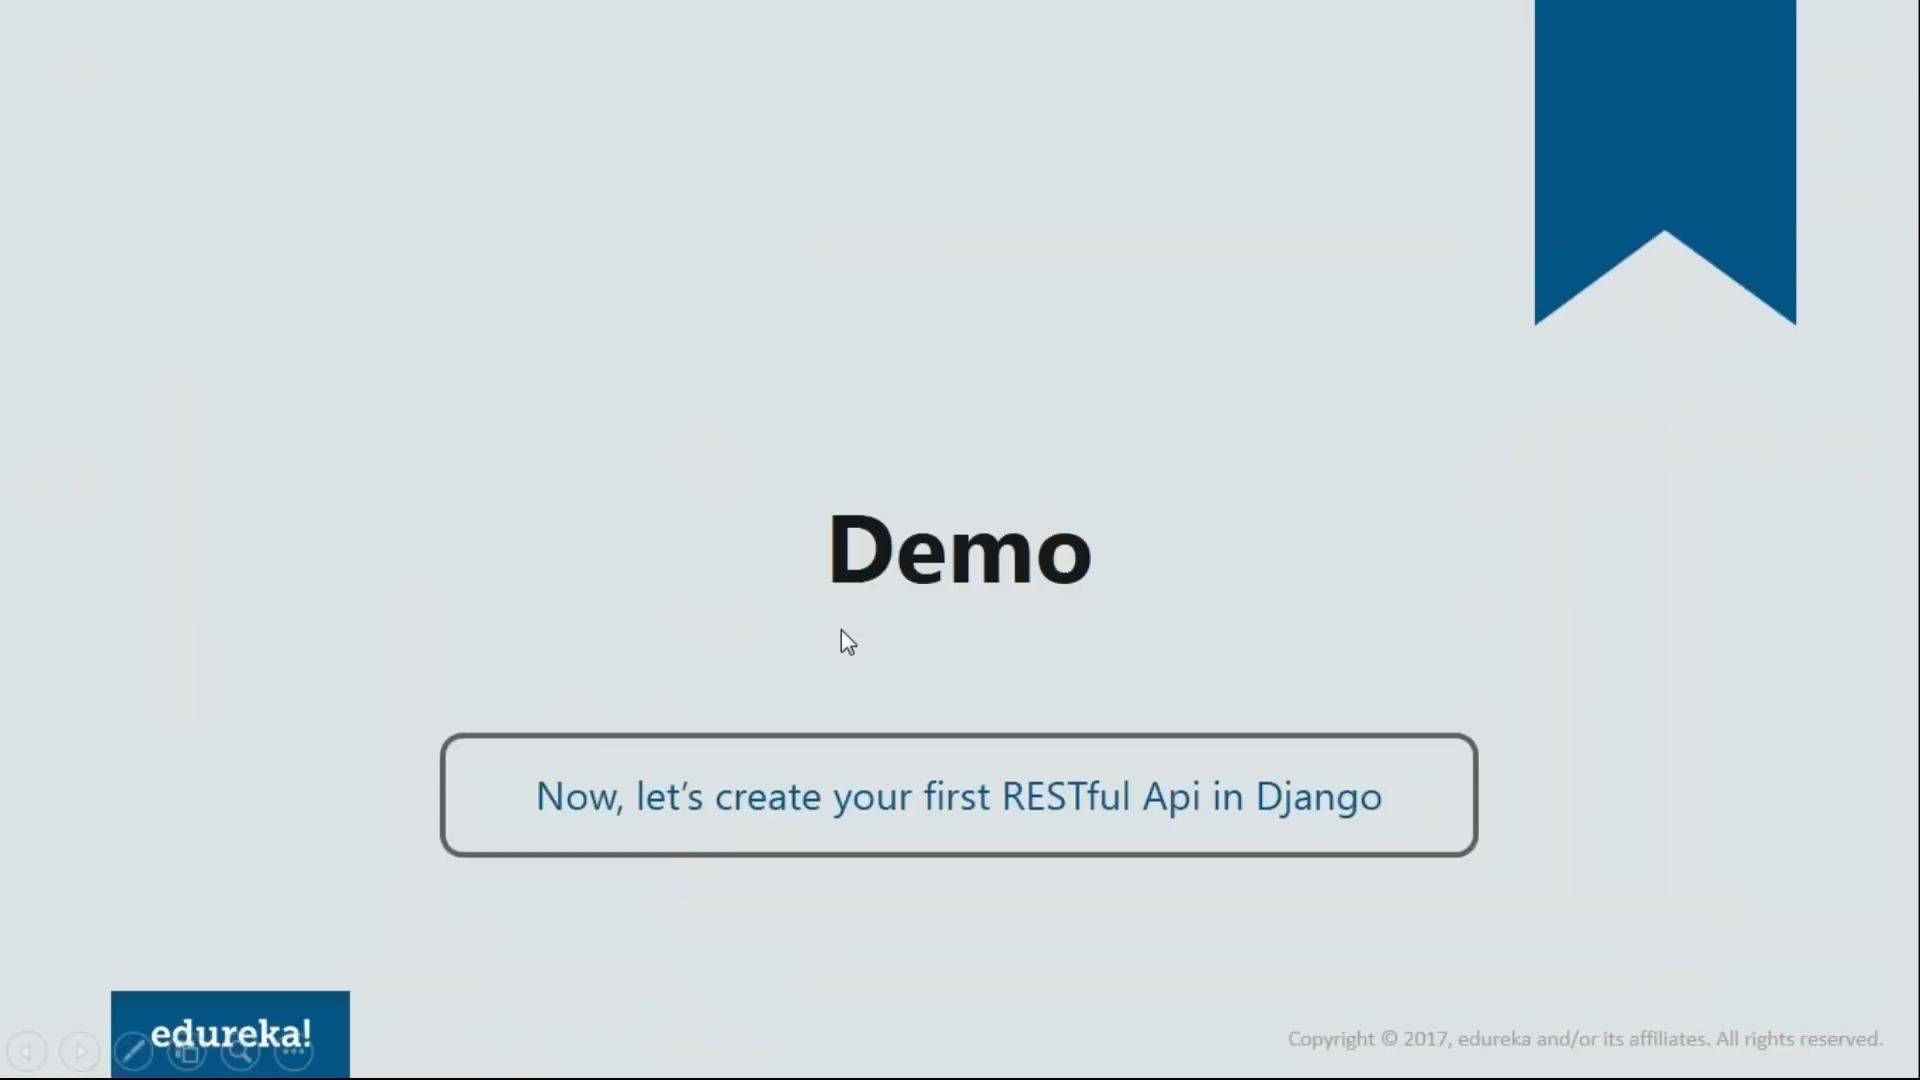 Demo
Now, let’s create your first RESTful Api in Django
edureka!
Copyright © 2017, edureka and/or its affiliates. All rights reserved.